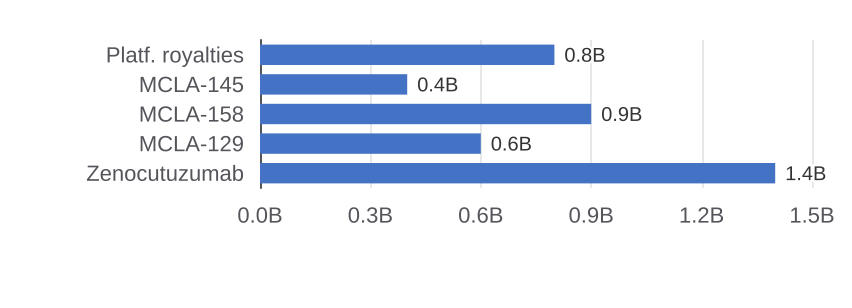 Platf. royalties 0.8B
MCLA-145 0.4B
MCLA-158 0.9B
MCLA-129 0.6B
Zenocutuzumab 1.4B
0.0B 0.3B 0.6B 0.9B 1.2B 1.5B